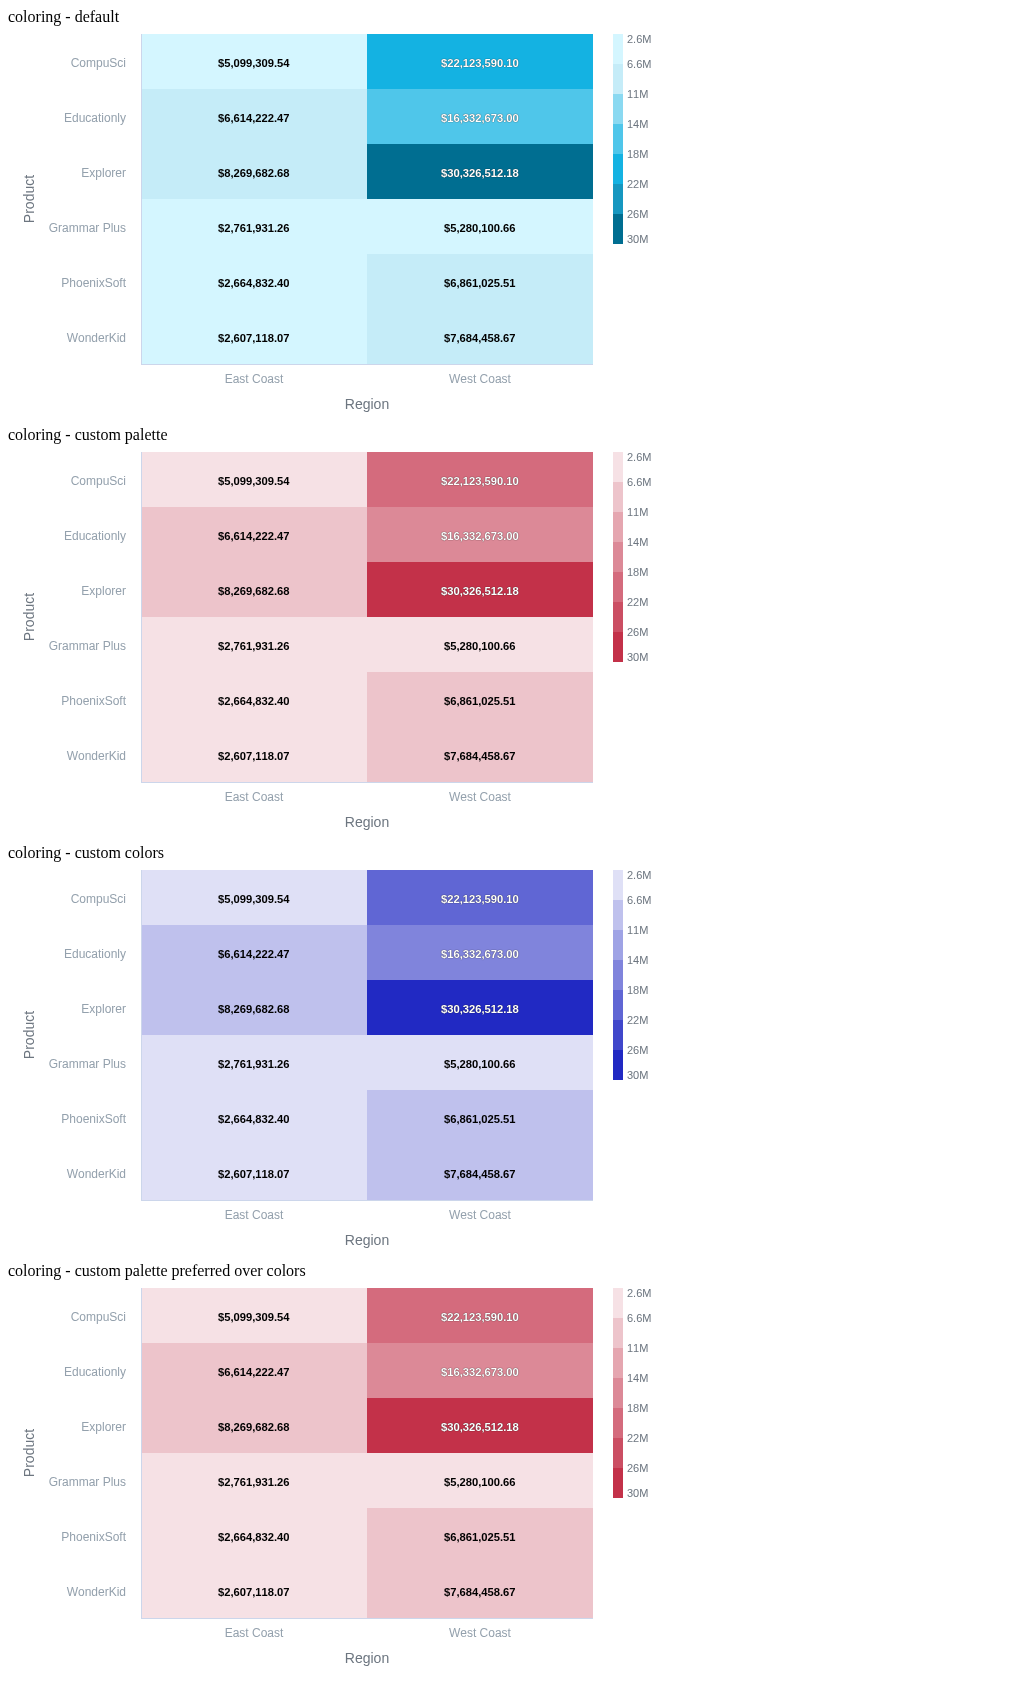 coloring - default
CompuSci $5,099,309.54 $22,123,590.10
Educationly $6,614,222.47 $16,332,673.00
Explorer $8,269,682.68 $30,326,512.18
Grammar Plus $2,761,931.26 $5,280,100.66
PhoenixSoft $2,664,832.40 $6,861,025.51
WonderKid $2,607,118.07 $7,684,458.67
Product
East Coast West Coast
Region
2.6M
6.6M
11M
14M
18M
22M
26M
30M
coloring - custom palette
CompuSci $5,099,309.54 $22,123,590.10
Educationly $6,614,222.47 $16,332,673.00
Explorer $8,269,682.68 $30,326,512.18
Grammar Plus $2,761,931.26 $5,280,100.66
PhoenixSoft $2,664,832.40 $6,861,025.51
WonderKid $2,607,118.07 $7,684,458.67
Product
East Coast West Coast
Region
2.6M
6.6M
11M
14M
18M
22M
26M
30M
coloring - custom colors
CompuSci $5,099,309.54 $22,123,590.10
Educationly $6,614,222.47 $16,332,673.00
Explorer $8,269,682.68 $30,326,512.18
Grammar Plus $2,761,931.26 $5,280,100.66
PhoenixSoft $2,664,832.40 $6,861,025.51
WonderKid $2,607,118.07 $7,684,458.67
Product
East Coast West Coast
Region
2.6M
6.6M
11M
14M
18M
22M
26M
30M
coloring - custom palette preferred over colors
CompuSci $5,099,309.54 $22,123,590.10
Educationly $6,614,222.47 $16,332,673.00
Explorer $8,269,682.68 $30,326,512.18
Grammar Plus $2,761,931.26 $5,280,100.66
PhoenixSoft $2,664,832.40 $6,861,025.51
WonderKid $2,607,118.07 $7,684,458.67
Product
East Coast West Coast
Region
2.6M
6.6M
11M
14M
18M
22M
26M
30M